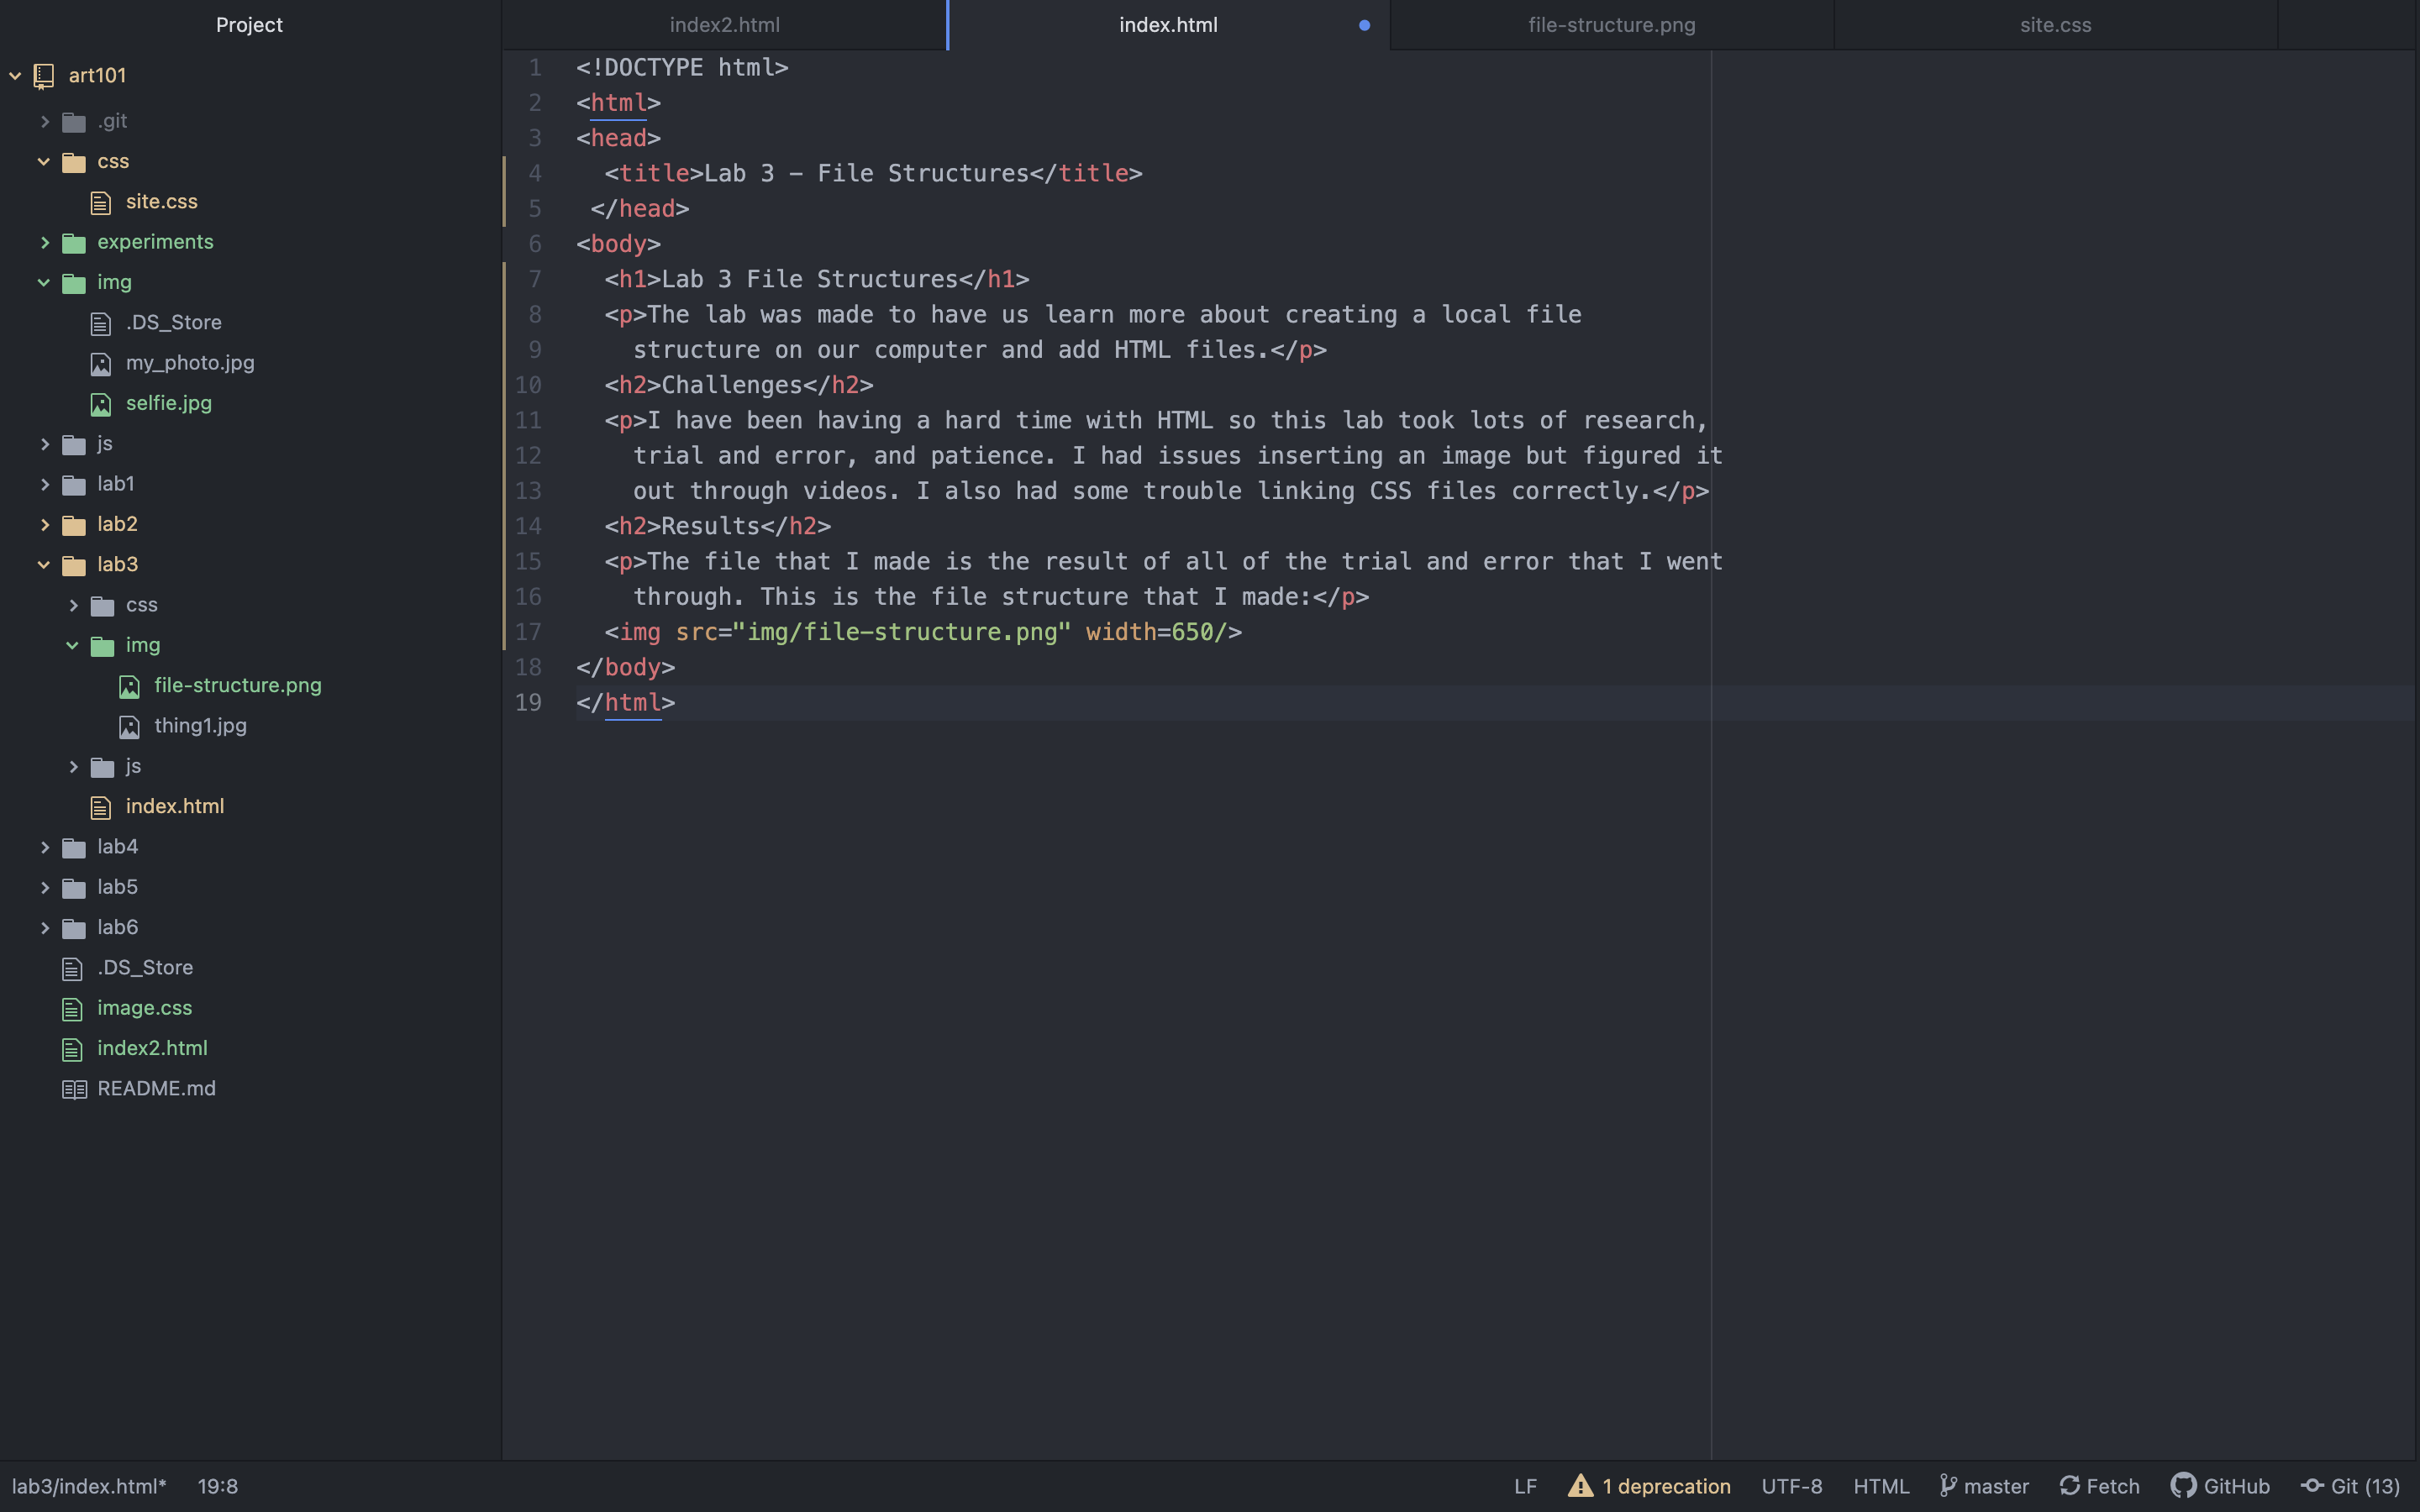 Project
art101
.git
css
site.css
experiments
img
.DS_Store
my_photo.jpg
selfie.jpg
js
lab1
lab2
lab3
css
img
file-structure.png
thing1.jpg
js
index.html
lab4
lab5
lab6
.DS_Store
image.css
index2.html
README.md
index2.html index.html file-structure.png site.css
1 <!DOCTYPE html>
2 <html>
3 <head>
4 <title>Lab 3 - File Structures</title>
5 </head>
6 <body>
7 <h1>Lab 3 File Structures</h1>
8 <p>The lab was made to have us learn more about creating a local file
9 structure on our computer and add HTML files.</p>
10 <h2>Challenges</h2>
11 <p>I have been having a hard time with HTML so this lab took lots of research,
12 trial and error, and patience. I had issues inserting an image but figured it
13 out through videos. I also had some trouble linking CSS files correctly.</p>
14 <h2>Results</h2>
15 <p>The file that I made is the result of all of the trial and error that I went
16 through. This is the file structure that I made:</p>
17 <img src="img/file-structure.png" width=650/>
18 </body>
19 </html>
lab3/index.html* 19:8 LF 1 deprecation UTF-8 HTML master Fetch GitHub Git (13)